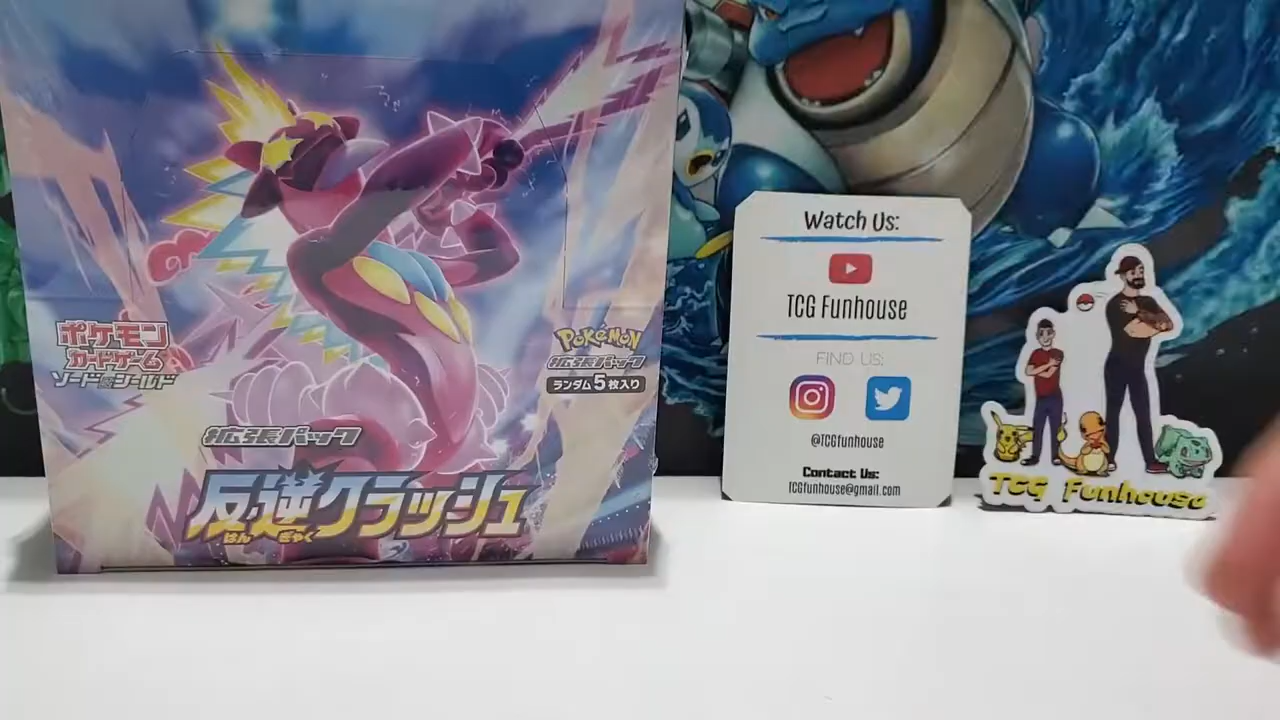 ポケモン
カードゲーム
ソード&シールド
POKéMON
拡張パック
ランダム5枚入り
拡張パック
反逆クラッシュ
はん ぎゃく
Watch Us:
TCG Funhouse
FIND US:
@TCGfunhouse
Contact Us:
TCGfunhouse@gmail.com
TCG Funhouse